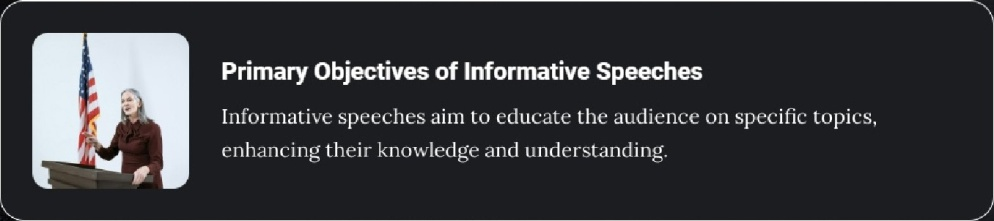 Primary Objectives of Informative Speeches
Informative speeches aim to educate the audience on specific topics,
enhancing their knowledge and understanding.